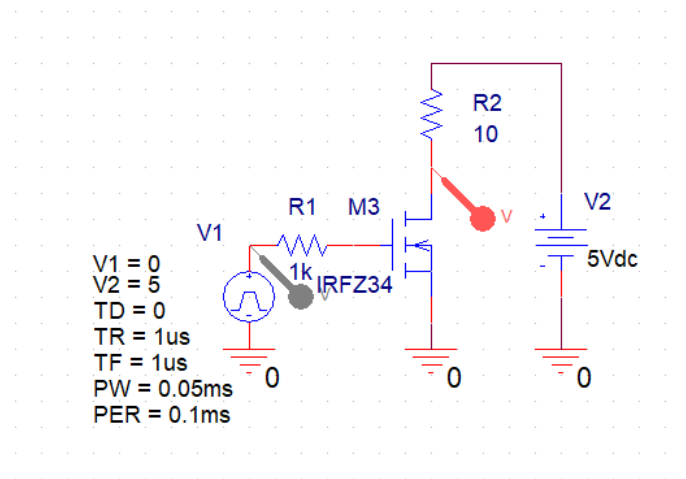 R2
10
R1
M3
V
V2
V1
5Vdc
1k
IRFZ34
V
V1 = 0
V2 = 5
TD = 0
TR = 1us
TF = 1us
PW = 0.05ms
PER = 0.1ms
0
0
0
+
-
+
-